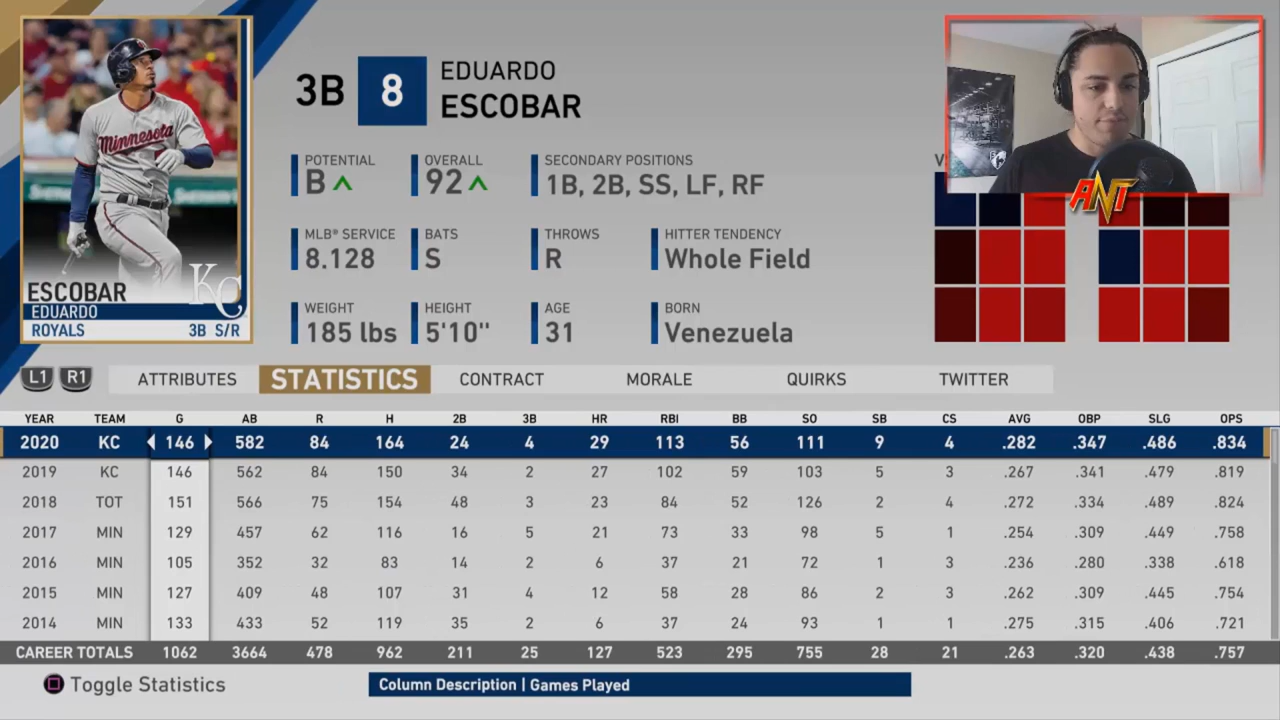 3B 8 EDUARDO
ESCOBAR
Minnesota
ESCOBAR
EDUARDO
ROYALS 3B S/R
KC
POTENTIAL OVERALL SECONDARY POSITIONS
B 92 1B, 2B, SS, LF, RF
MLB® SERVICE BATS THROWS HITTER TENDENCY
8.128 S R Whole Field
WEIGHT HEIGHT AGE BORN
185 lbs 5'10" 31 Venezuela
ANT
L1 R1 ATTRIBUTES STATISTICS CONTRACT MORALE QUIRKS TWITTER
YEAR TEAM G AB R H 2B 3B HR RBI BB SO SB CS AVG OBP SLG OPS
2020 KC 146 582 84 164 24 4 29 113 56 111 9 4 .282 .347 .486 .834
2019 KC 146 562 84 150 34 2 27 102 59 103 5 3 .267 .341 .479 .819
2018 TOT 151 566 75 154 48 3 23 84 52 126 2 4 .272 .334 .489 .824
2017 MIN 129 457 62 116 16 5 21 73 33 98 5 1 .254 .309 .449 .758
2016 MIN 105 352 32 83 14 2 6 37 21 72 1 3 .236 .280 .338 .618
2015 MIN 127 409 48 107 31 4 12 58 28 86 2 3 .262 .309 .445 .754
2014 MIN 133 433 52 119 35 2 6 37 24 93 1 1 .275 .315 .406 .721
CAREER TOTALS 1062 3664 478 962 211 25 127 523 295 755 28 21 .263 .320 .438 .757
Toggle Statistics
Column Description | Games Played